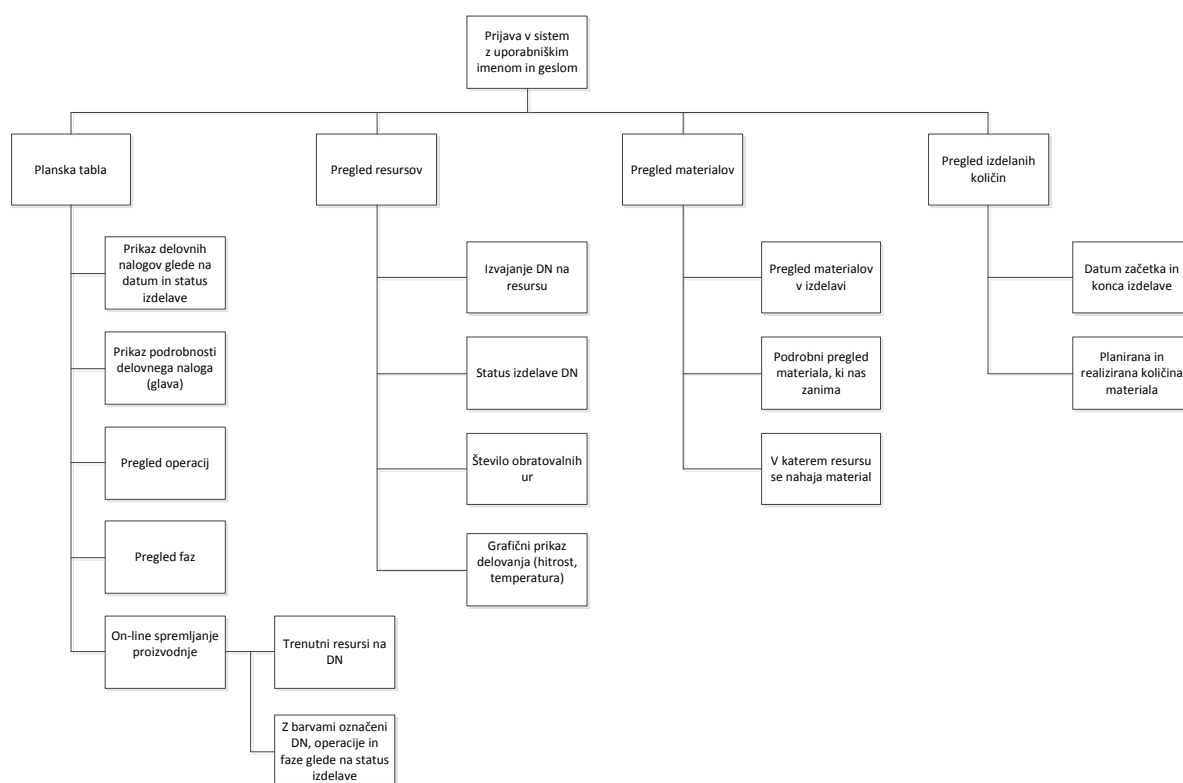 Prijava v sistem
z uporabniškim
imenom in geslom
Planska tabla
Pregled resursov
Pregled materialov
Pregled izdelanih
količin
Prikaz delovnih
nalogov glede na
datum in status
izdelave
Prikaz podrobnosti
delovnega naloga
(glava)
Pregled operacij
Pregled faz
On-line spremljanje
proizvodnje
Trenutni resursi na
DN
Z barvami označeni
DN, operacije in
faze glede na status
izdelave
Izvajanje DN na
resursu
Status izdelave DN
Število obratovalnih
ur
Grafični prikaz
delovanja (hitrost,
temperatura)
Pregled materialov
v izdelavi
Podrobni pregled
materiala, ki nas
zanima
V katerem resursu
se nahaja material
Datum začetka in
konca izdelave
Planirana in
realizirana količina
materiala